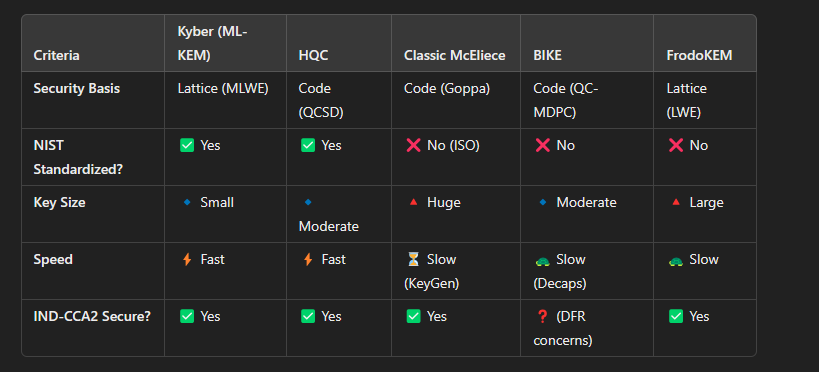 Criteria Kyber (ML-KEM) HQC Classic McEliece BIKE FrodoKEM
Security Basis Lattice (MLWE) Code (QCSD) Code (Goppa) Code (QC-MDPC) Lattice (LWE)
NIST Standardized? ✅ Yes ✅ Yes ❌ No (ISO) ❌ No ❌ No
Key Size 🔹 Small 🔹 Moderate 🔺 Huge 🔹 Moderate 🔺 Large
Speed ⚡ Fast ⚡ Fast ⏳ Slow (KeyGen) 🐢 Slow (Decaps) 🐢 Slow
IND-CCA2 Secure? ✅ Yes ✅ Yes ✅ Yes ❓ (DFR concerns) ✅ Yes